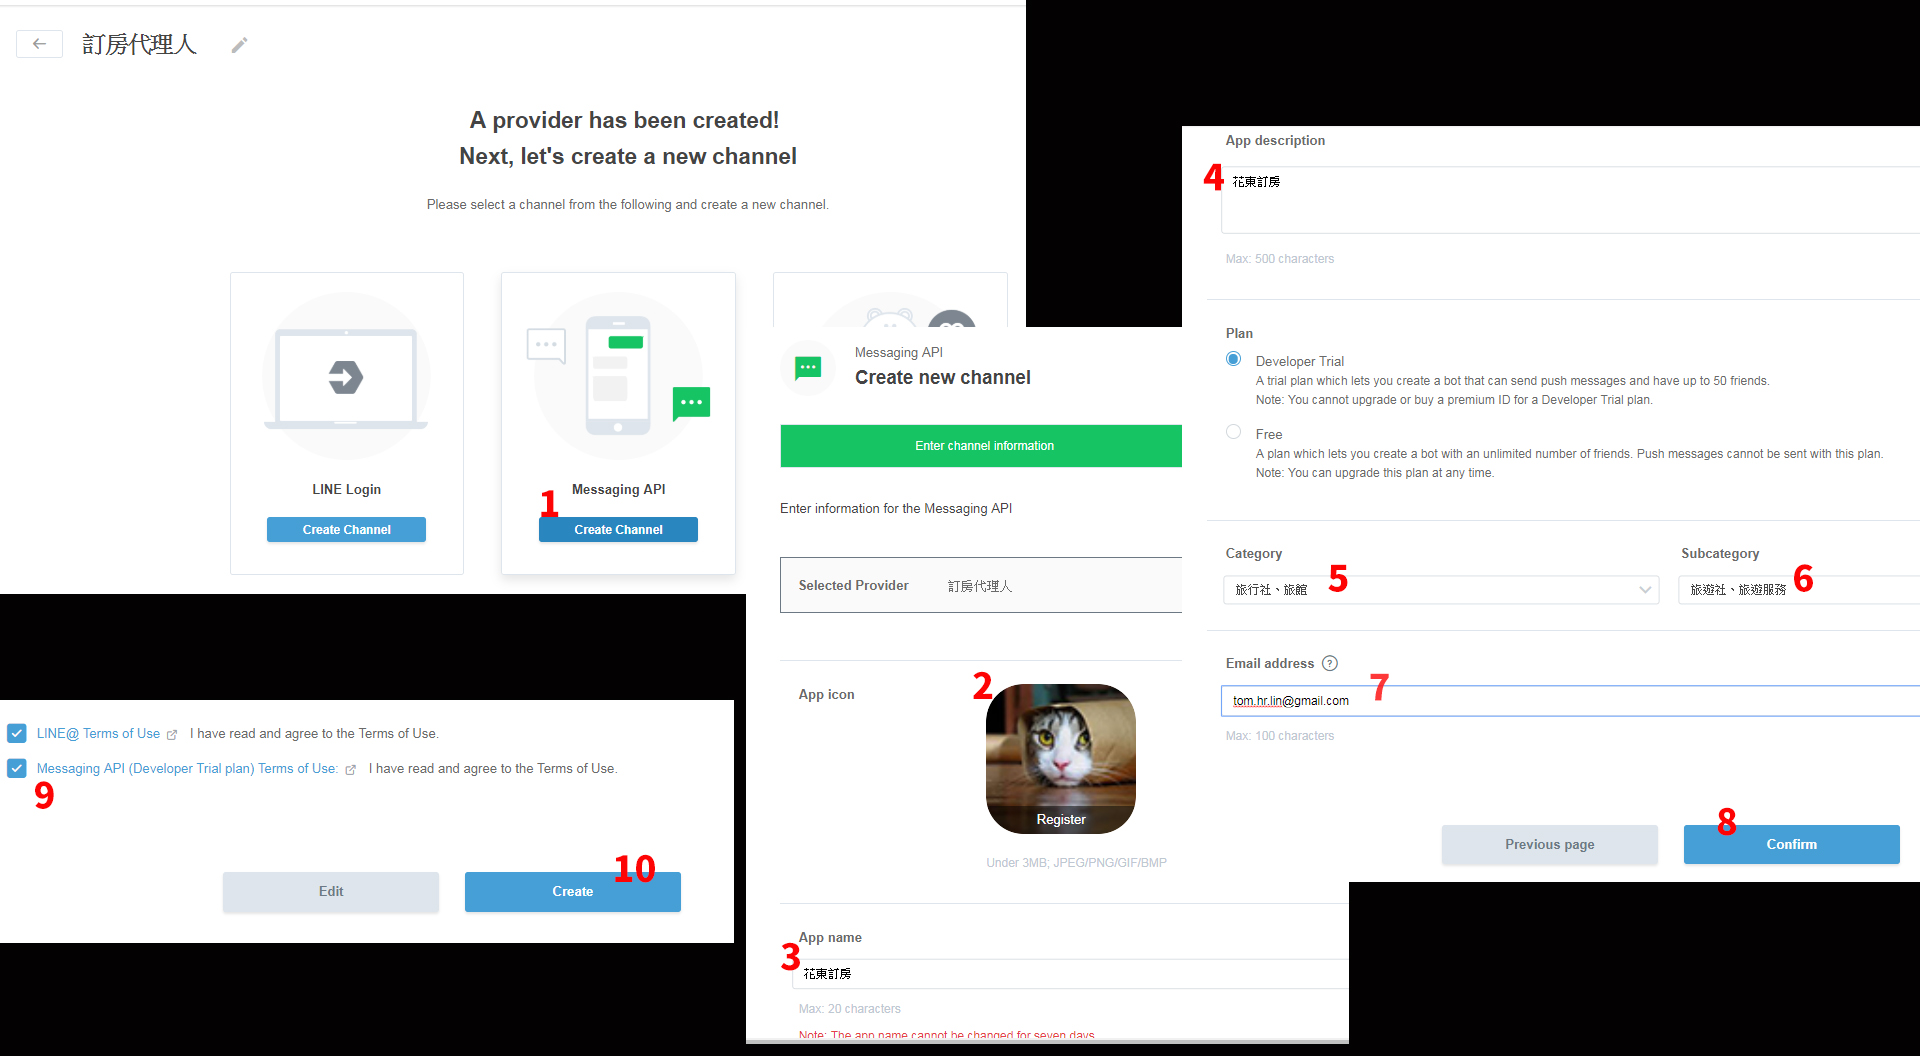 訂房代理人
A provider has been created!
Next, let's create a new channel
Please select a channel from the following and create a new channel.
LINE Login
Create Channel
Messaging API
1
Create Channel
Messaging API
Create new channel
Enter channel information
Enter information for the Messaging API
Selected Provider 訂房代理人
App icon
2
Register
Under 3MB; JPEG/PNG/GIF/BMP
App name
3
花東訂房
Max: 20 characters
Note: The app name cannot be changed for seven days.
App description
4
花東訂房
Max: 500 characters
Plan
Developer Trial
A trial plan which lets you create a bot that can send push messages and have up to 50 friends.
Note: You cannot upgrade or buy a premium ID for a Developer Trial plan.
Free
A plan which lets you create a bot with an unlimited number of friends. Push messages cannot be sent with this plan.
Note: You can upgrade this plan at any time.
Category
旅行社、旅館
5
Subcategory
旅遊社、旅遊服務
6
Email address ?
7
tom.hr.lin@gmail.com
Max: 100 characters
Previous page
8
Confirm
LINE@ Terms of Use I have read and agree to the Terms of Use.
Messaging API (Developer Trial plan) Terms of Use: I have read and agree to the Terms of Use.
9
Edit
10
Create